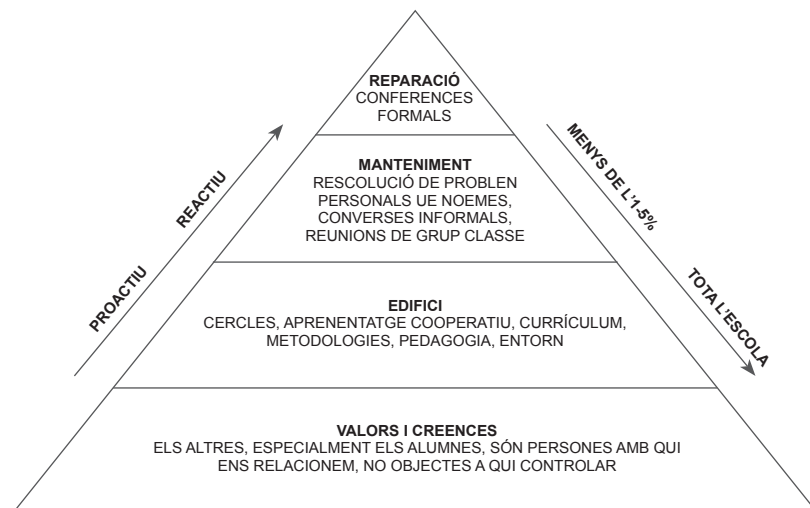 REPARACIÓ
CONFERENCES
FORMALS
MANTENIMENT
RESCOLUCIÓ DE PROBLEN
PERSONALS UE NOEMES,
CONVERSES INFORMALS,
REUNIONS DE GRUP CLASSE
EDIFICI
CERCLES, APRENENTATGE COOPERATIU, CURRÍCULUM,
METODOLOGIES, PEDAGOGIA, ENTORN
VALORS I CREENCES
ELS ALTRES, ESPECIALMENT ELS ALUMNES, SÓN PERSONES AMB QUI
ENS RELACIONEM, NO OBJECTES A QUI CONTROLAR
PROACTIU
REACTIU
MENYS DE L'1-5%
TOTA L'ESCOLA